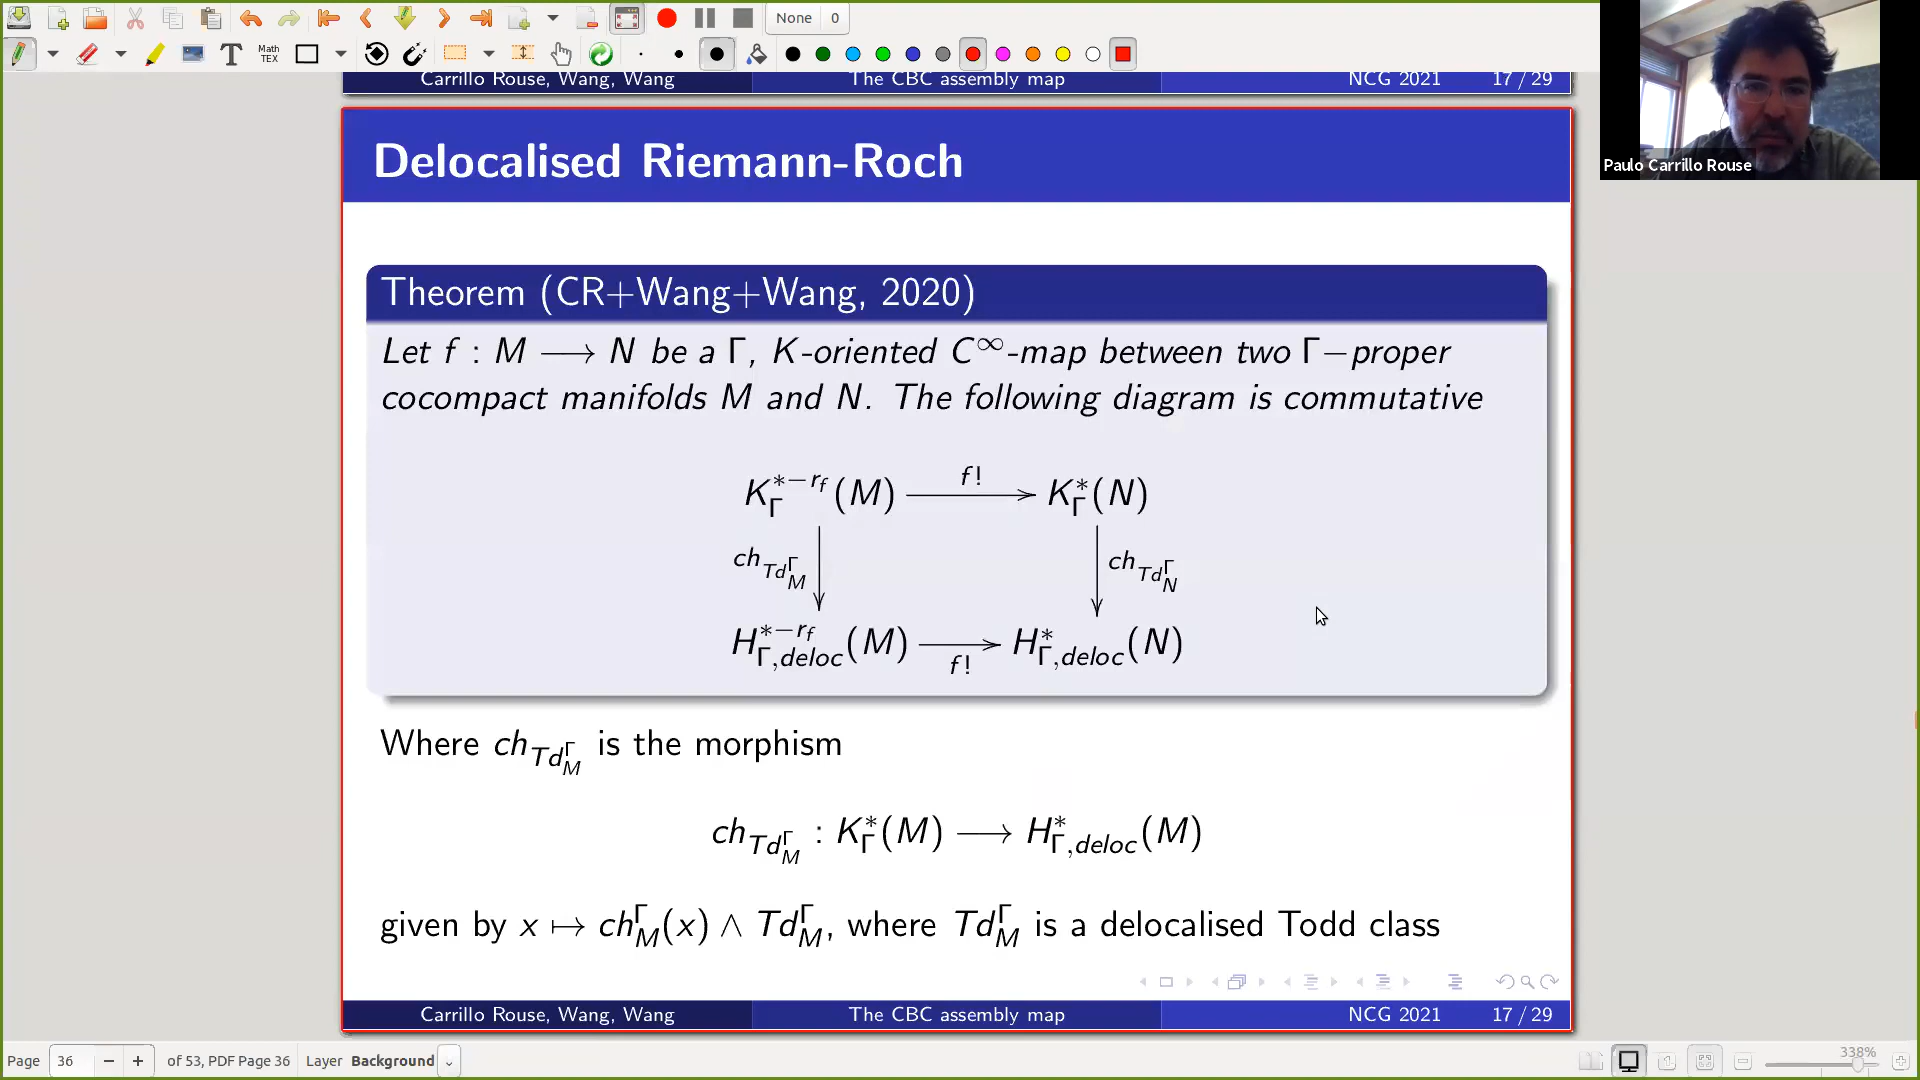 None 0
T Math TEX
Carrillo Rouse, Wang, Wang The CBC assembly map NCG 2021 17 / 29
Paulo Carrillo Rouse
Delocalised Riemann-Roch
Theorem (CR+Wang+Wang, 2020)
Let f : M ⟶ N be a Γ, K-oriented C^∞-map between two Γ−proper
cocompact manifolds M and N. The following diagram is commutative
K_Γ^{*−r_f}(M) f! K_Γ^*(N)
ch_{Td_M^Γ} ch_{Td_N^Γ}
H_{Γ,deloc}^{*−r_f}(M) f! H_{Γ,deloc}^*(N)
Where ch_{Td_M^Γ} is the morphism
ch_{Td_M^Γ} : K_Γ^*(M) ⟶ H_{Γ,deloc}^*(M)
given by x ↦ ch_M^Γ(x) ∧ Td_M^Γ, where Td_M^Γ is a delocalised Todd class
Carrillo Rouse, Wang, Wang The CBC assembly map NCG 2021 17 / 29
Page 36 − + of 53, PDF Page 36 Layer Background 338%